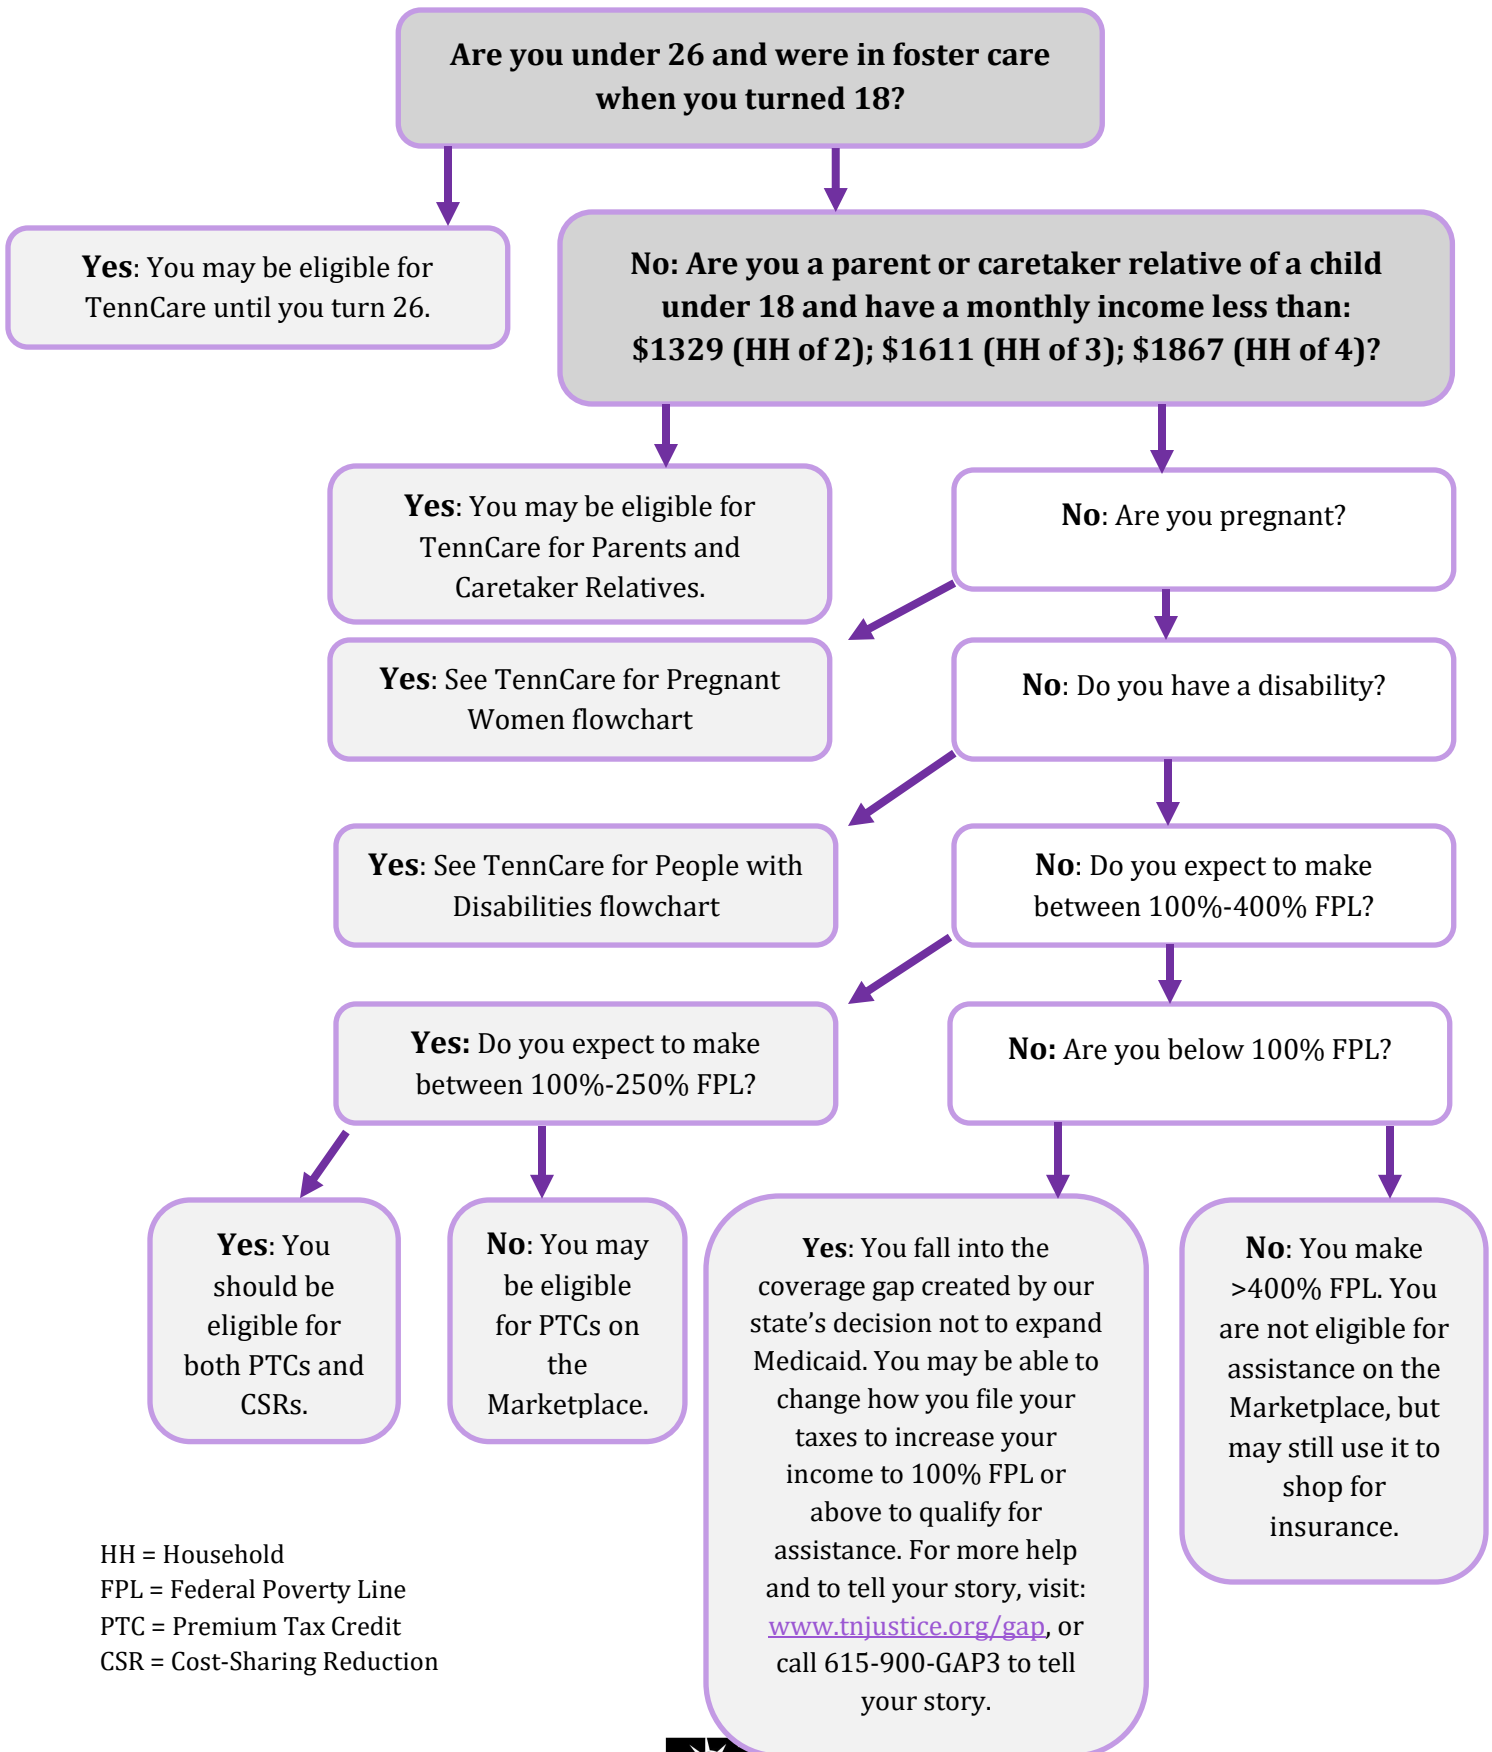 Are you under 26 and were in foster care
when you turned 18?
Yes: You may be eligible for
TennCare until you turn 26.
No: Are you a parent or caretaker relative of a child
under 18 and have a monthly income less than:
$1329 (HH of 2); $1611 (HH of 3); $1867 (HH of 4)?
Yes: You may be eligible for
TennCare for Parents and
Caretaker Relatives.
No: Are you pregnant?
Yes: See TennCare for Pregnant
Women flowchart
No: Do you have a disability?
Yes: See TennCare for People with
Disabilities flowchart
No: Do you expect to make
between 100%-400% FPL?
Yes: Do you expect to make
between 100%-250% FPL?
No: Are you below 100% FPL?
Yes: You
should be
eligible for
both PTCs and
CSRs.
No: You may
be eligible
for PTCs on
the
Marketplace.
Yes: You fall into the
coverage gap created by our
state’s decision not to expand
Medicaid. You may be able to
change how you file your
taxes to increase your
income to 100% FPL or
above to qualify for
assistance. For more help
and to tell your story, visit:
www.tnjustice.org/gap, or
call 615-900-GAP3 to tell
your story.
No: You make
>400% FPL. You
are not eligible for
assistance on the
Marketplace, but
may still use it to
shop for
insurance.
HH = Household
FPL = Federal Poverty Line
PTC = Premium Tax Credit
CSR = Cost-Sharing Reduction